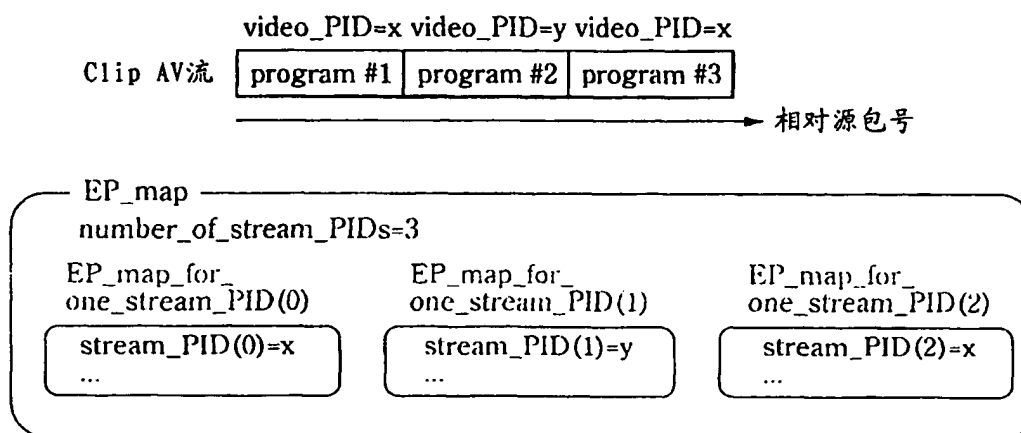 video_PID=x video_PID=y video_PID=x
Clip AV流 program #1 program #2 program #3
相对源包号
EP_map
number_of_stream_PIDs=3
EP_map_for_ EP_map_for_ EP_map_for_
one_stream_PID(0) one_stream_PID(1) one_stream_PID(2)
stream_PID(0)=x stream_PID(1)=y stream_PID(2)=x
... ... ...